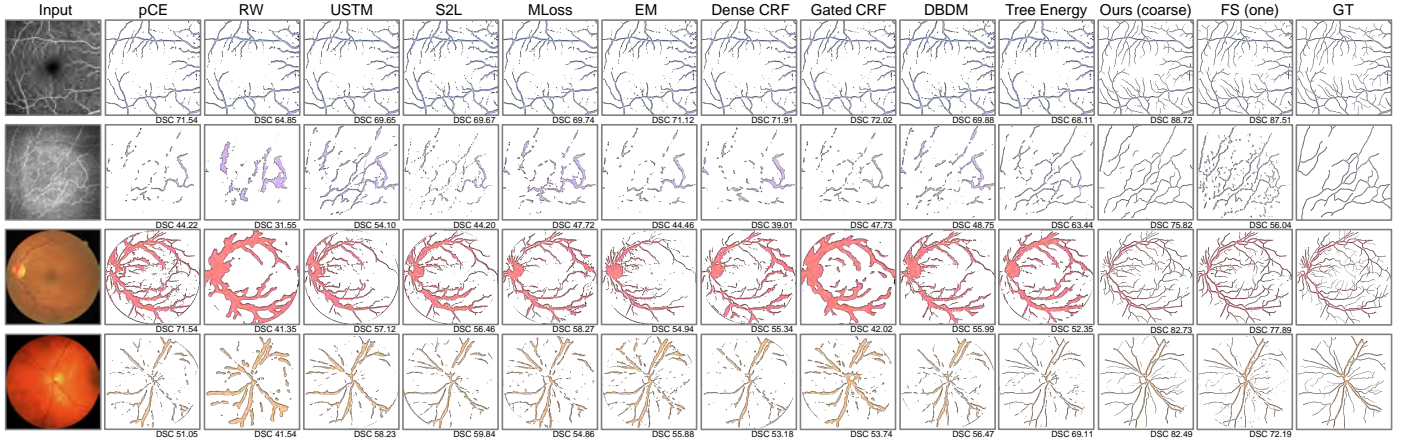 Input pCE RW USTM S2L MLoss EM Dense CRF Gated CRF DBDM Tree Energy Ours (coarse) FS (one) GT
DSC 71.54 DSC 64.85 DSC 69.65 DSC 69.67 DSC 69.74 DSC 71.12 DSC 71.91 DSC 72.02 DSC 69.88 DSC 68.11 DSC 88.72 DSC 87.51
DSC 44.22 DSC 31.55 DSC 54.10 DSC 44.20 DSC 47.72 DSC 44.46 DSC 39.01 DSC 47.73 DSC 48.75 DSC 63.44 DSC 75.82 DSC 56.04
DSC 71.54 DSC 41.35 DSC 57.12 DSC 56.46 DSC 58.27 DSC 54.94 DSC 55.34 DSC 42.02 DSC 55.99 DSC 52.35 DSC 82.73 DSC 77.89
DSC 51.05 DSC 41.54 DSC 58.23 DSC 59.84 DSC 54.86 DSC 55.88 DSC 53.18 DSC 53.74 DSC 56.47 DSC 69.11 DSC 82.49 DSC 72.19